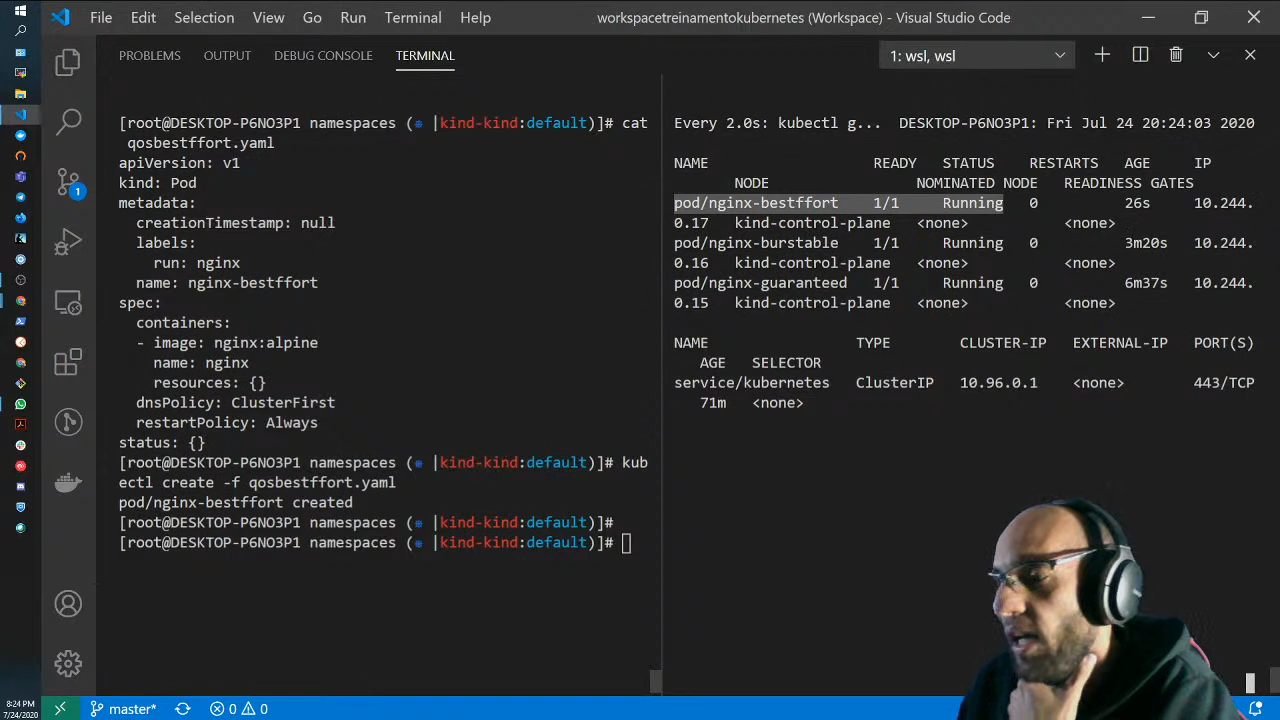 File Edit Selection View Go Run Terminal Help workspacetreinamentokubernetes (Workspace) - Visual Studio Code
PROBLEMS OUTPUT DEBUG CONSOLE TERMINAL 1: wsl, wsl
[root@DESKTOP-P6NO3P1 namespaces (⎈ |kind-kind:default)]# cat
qosbestffort.yaml
apiVersion: v1
kind: Pod
metadata:
creationTimestamp: null
labels:
run: nginx
name: nginx-bestffort
spec:
containers:
- image: nginx:alpine
name: nginx
resources: {}
dnsPolicy: ClusterFirst
restartPolicy: Always
status: {}
[root@DESKTOP-P6NO3P1 namespaces (⎈ |kind-kind:default)]# kub
ectl create -f qosbestffort.yaml
pod/nginx-bestffort created
[root@DESKTOP-P6NO3P1 namespaces (⎈ |kind-kind:default)]#
[root@DESKTOP-P6NO3P1 namespaces (⎈ |kind-kind:default)]#
Every 2.0s: kubectl g... DESKTOP-P6NO3P1: Fri Jul 24 20:24:03 2020
NAME READY STATUS RESTARTS AGE IP
NODE NOMINATED NODE READINESS GATES
pod/nginx-bestffort 1/1 Running 0 26s 10.244.
0.17 kind-control-plane <none> <none>
pod/nginx-burstable 1/1 Running 0 3m20s 10.244.
0.16 kind-control-plane <none> <none>
pod/nginx-guaranteed 1/1 Running 0 6m37s 10.244.
0.15 kind-control-plane <none> <none>
NAME TYPE CLUSTER-IP EXTERNAL-IP PORT(S)
AGE SELECTOR
service/kubernetes ClusterIP 10.96.0.1 <none> 443/TCP
71m <none>
1
8:24 PM
7/24/2020
master* 0 0